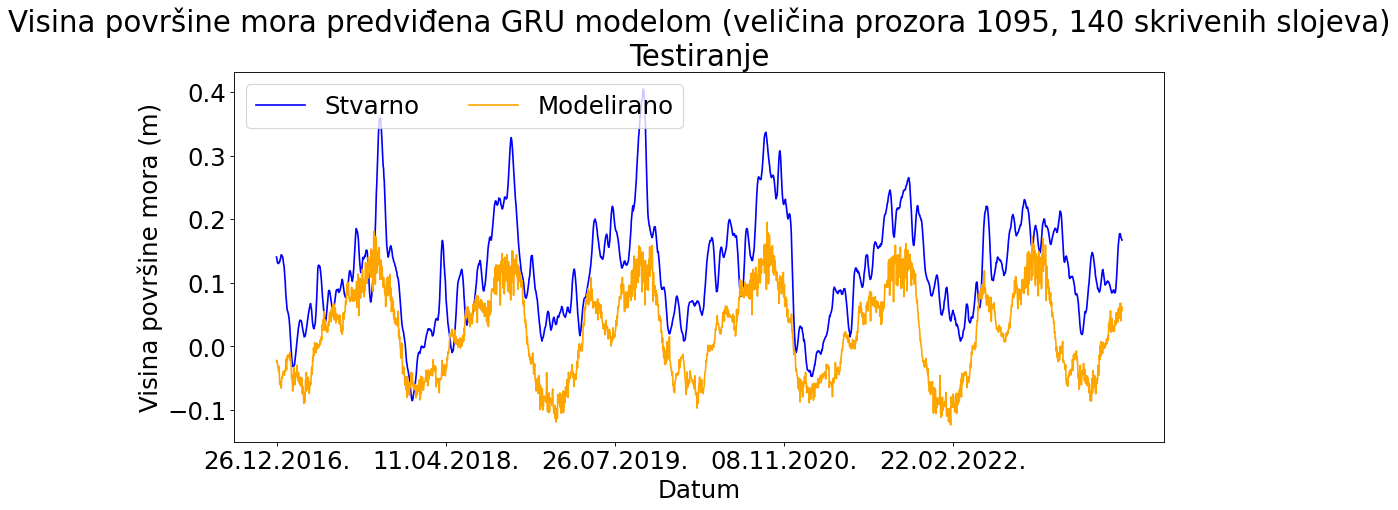 Visina površine mora predviđena GRU modelom (veličina prozora 1095, 140 skrivenih slojeva)
Testiranje
Stvarno Modelirano
Visina površine mora (m)
0.4
0.3
0.2
0.1
0.0
−0.1
26.12.2016. 11.04.2018. 26.07.2019. 08.11.2020. 22.02.2022.
Datum